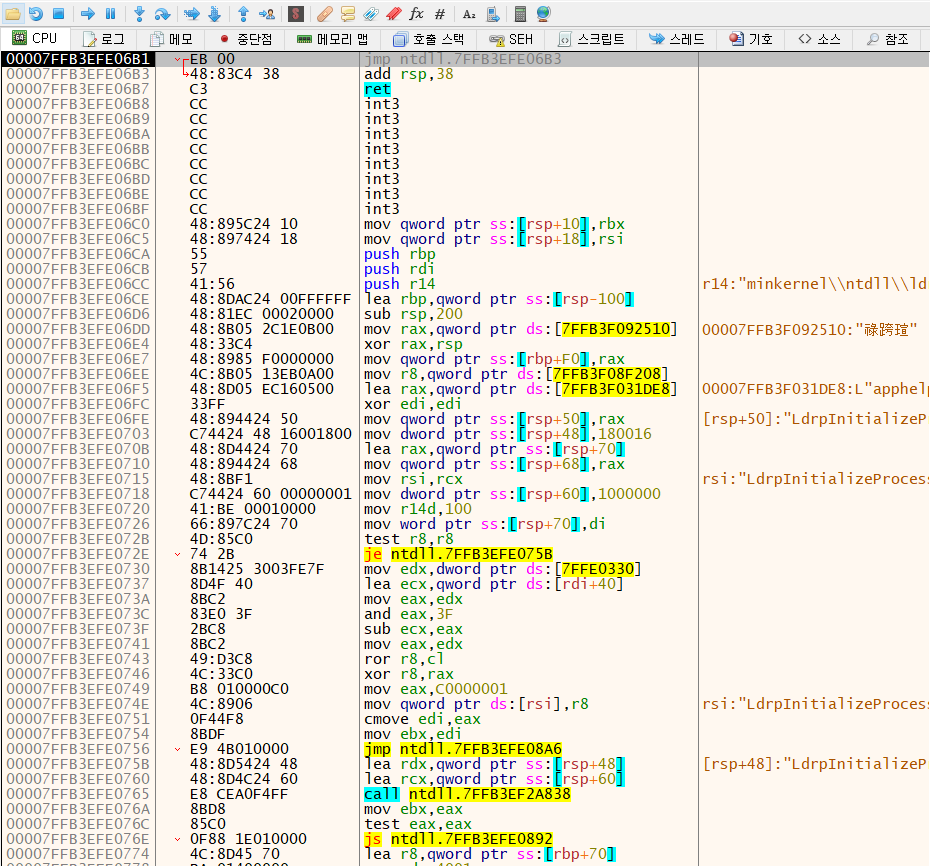 CPU 로그 메모 중단점 메모리 맵 호출 스택 SEH 스크립트 스레드 기호 소스 참조
00007FFB3EFE06B1 EB 00 jmp ntdll.7FFB3EFE06B3
00007FFB3EFE06B3 48:83C4 38 add rsp,38
00007FFB3EFE06B7 C3 ret
00007FFB3EFE06B8 CC int3
00007FFB3EFE06B9 CC int3
00007FFB3EFE06BA CC int3
00007FFB3EFE06BB CC int3
00007FFB3EFE06BC CC int3
00007FFB3EFE06BD CC int3
00007FFB3EFE06BE CC int3
00007FFB3EFE06BF CC int3
00007FFB3EFE06C0 48:895C24 10 mov qword ptr ss:[rsp+10],rbx
00007FFB3EFE06C5 48:897424 18 mov qword ptr ss:[rsp+18],rsi
00007FFB3EFE06CA 55 push rbp
00007FFB3EFE06CB 57 push rdi
00007FFB3EFE06CC 41:56 push r14 r14:"minkernel\\ntdll\\ld
00007FFB3EFE06CE 48:8DAC24 00FFFFFF lea rbp,qword ptr ss:[rsp-100]
00007FFB3EFE06D6 48:81EC 00020000 sub rsp,200
00007FFB3EFE06DD 48:8B05 2C1E0B00 mov rax,qword ptr ds:[7FFB3F092510] 00007FFB3F092510:"祿跨瑄"
00007FFB3EFE06E4 48:33C4 xor rax,rsp
00007FFB3EFE06E7 48:8985 F0000000 mov qword ptr ss:[rbp+F0],rax
00007FFB3EFE06EE 4C:8B05 13EB0A00 mov r8,qword ptr ds:[7FFB3F08F208]
00007FFB3EFE06F5 48:8D05 EC160500 lea rax,qword ptr ds:[7FFB3F031DE8] 00007FFB3F031DE8:L"apphelp
00007FFB3EFE06FC 33FF xor edi,edi
00007FFB3EFE06FE 48:894424 50 mov qword ptr ss:[rsp+50],rax [rsp+50]:"LdrpInitializeP
00007FFB3EFE0703 C74424 48 16001800 mov dword ptr ss:[rsp+48],180016
00007FFB3EFE070B 48:8D4424 70 lea rax,qword ptr ss:[rsp+70]
00007FFB3EFE0710 48:894424 68 mov qword ptr ss:[rsp+68],rax
00007FFB3EFE0715 48:8BF1 mov rsi,rcx rsi:"LdrpInitializeProcess
00007FFB3EFE0718 C74424 60 00000001 mov dword ptr ss:[rsp+60],1000000
00007FFB3EFE0720 41:BE 00010000 mov r14d,100
00007FFB3EFE0726 66:897C24 70 mov word ptr ss:[rsp+70],di
00007FFB3EFE072B 4D:85C0 test r8,r8
00007FFB3EFE072E 74 2B je ntdll.7FFB3EFE075B
00007FFB3EFE0730 8B1425 3003FE7F mov edx,dword ptr ds:[7FFE0330]
00007FFB3EFE0737 8D4F 40 lea ecx,qword ptr ds:[rdi+40]
00007FFB3EFE073A 8BC2 mov eax,edx
00007FFB3EFE073C 83E0 3F and eax,3F
00007FFB3EFE073F 2BC8 sub ecx,eax
00007FFB3EFE0741 8BC2 mov eax,edx
00007FFB3EFE0743 49:D3C8 ror r8,cl
00007FFB3EFE0746 4C:33C0 xor r8,rax
00007FFB3EFE0749 B8 010000C0 mov eax,C0000001
00007FFB3EFE074E 4C:8906 mov qword ptr ds:[rsi],r8 rsi:"LdrpInitializeProcess
00007FFB3EFE0751 0F44F8 cmove edi,eax
00007FFB3EFE0754 8BDF mov ebx,edi
00007FFB3EFE0756 E9 4B010000 jmp ntdll.7FFB3EFE08A6
00007FFB3EFE075B 48:8D5424 48 lea rdx,qword ptr ss:[rsp+48] [rsp+48]:"LdrpInitializeP
00007FFB3EFE0760 48:8D4C24 60 lea rcx,qword ptr ss:[rsp+60]
00007FFB3EFE0765 E8 CEA0F4FF call ntdll.7FFB3EF2A838
00007FFB3EFE076A 8BD8 mov ebx,eax
00007FFB3EFE076C 85C0 test eax,eax
00007FFB3EFE076E 0F88 1E010000 js ntdll.7FFB3EFE0892
00007FFB3EFE0774 4C:8D45 70 lea r8,qword ptr ss:[rbp+70]